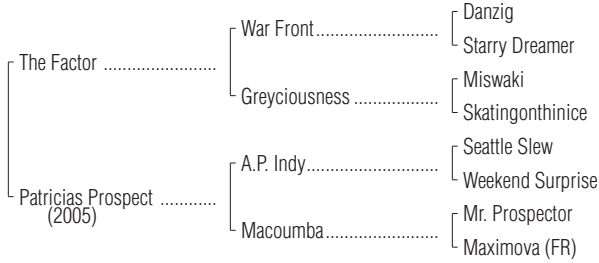 Danzig
War Front
Starry Dreamer
The Factor
Miswaki
Greyciousness
Skatingonthinice
Seattle Slew
A.P. Indy
Weekend Surprise
Patricias Prospect
(2005)
Mr. Prospector
Macoumba
Maximova (FR)